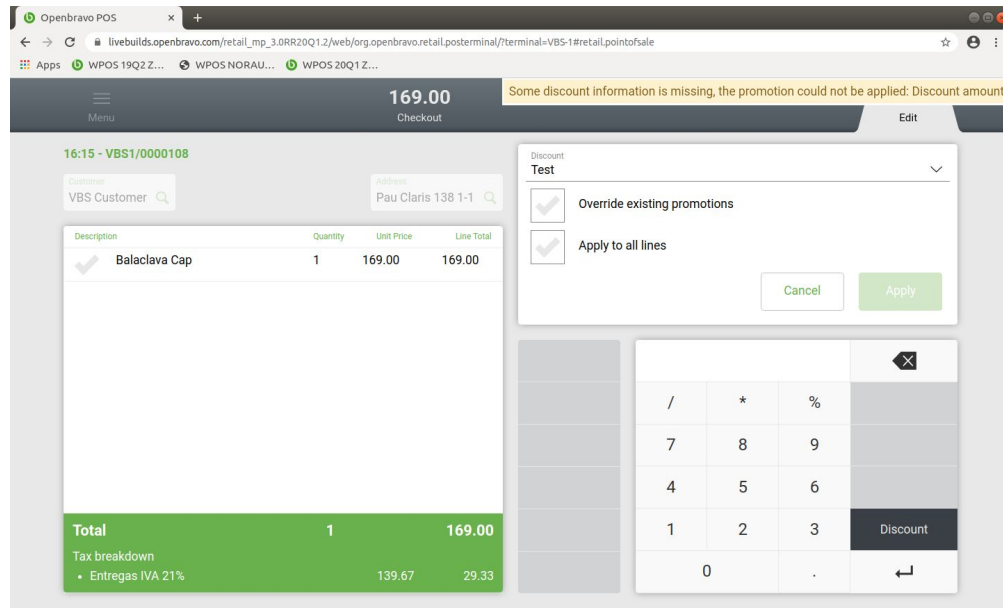 Openbravo POS
livebuilds.openbravo.com/retail_mp_3.0RR20Q1.2/web/org.openbravo.retail.posterminal/?terminal=VBS-1#retail.pointofsale
Apps WPOS 19Q2 Z... WPOS NORAU... WPOS 20Q1 Z...
Menu
169.00
Checkout
Some discount information is missing, the promotion could not be applied: Discount amount
Edit
16:15 - VBS1/0000108
Customer
VBS Customer
Address
Pau Claris 138 1-1
Description Quantity Unit Price Line Total
Balaclava Cap 1 169.00 169.00
Total 1 169.00
Tax breakdown
• Entregas IVA 21% 139.67 29.33
Discount
Test
Override existing promotions
Apply to all lines
Cancel Apply
/ * %
7 8 9
4 5 6
1 2 3 Discount
0 .